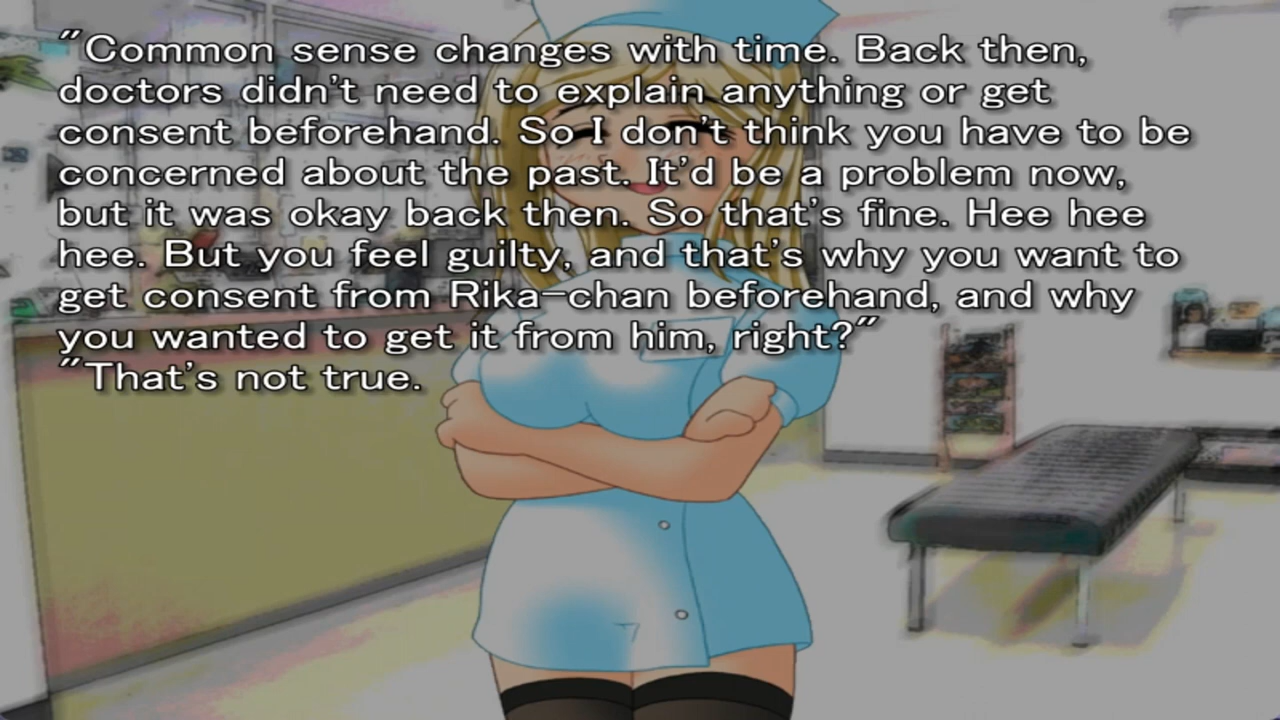 "Common sense changes with time. Back then,
doctors didn't need to explain anything or get
consent beforehand. So I don't think you have to be
concerned about the past. It'd be a problem now,
but it was okay back then. So that's fine. Hee hee
hee. But you feel guilty, and that's why you want to
get consent from Rika-chan beforehand, and why
you wanted to get it from him, right?"
"That's not true.